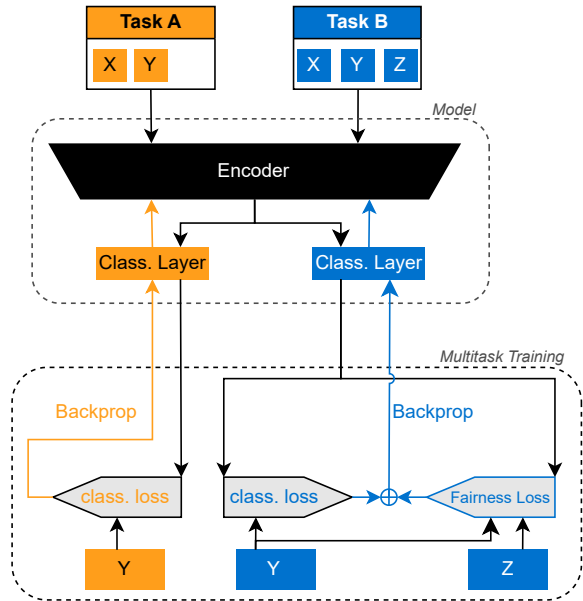 Task A
Task B
X Y
X Y Z
Model
Encoder
Class. Layer
Class. Layer
Multitask Training
Backprop
Backprop
class. loss
class. loss
Fairness Loss
Y
Y
Z